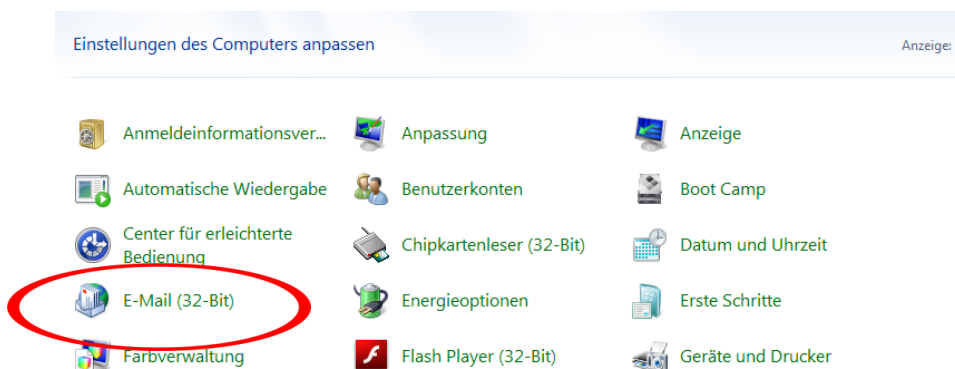 Einstellungen des Computers anpassen
Anzeige:
Anmeldeinformationsver...
Anpassung
Anzeige
Automatische Wiedergabe
Benutzerkonten
Boot Camp
Center für erleichterte
Bedienung
Chipkartenleser (32-Bit)
Datum und Uhrzeit
E-Mail (32-Bit)
Energieoptionen
Erste Schritte
Farbverwaltung
Flash Player (32-Bit)
Geräte und Drucker